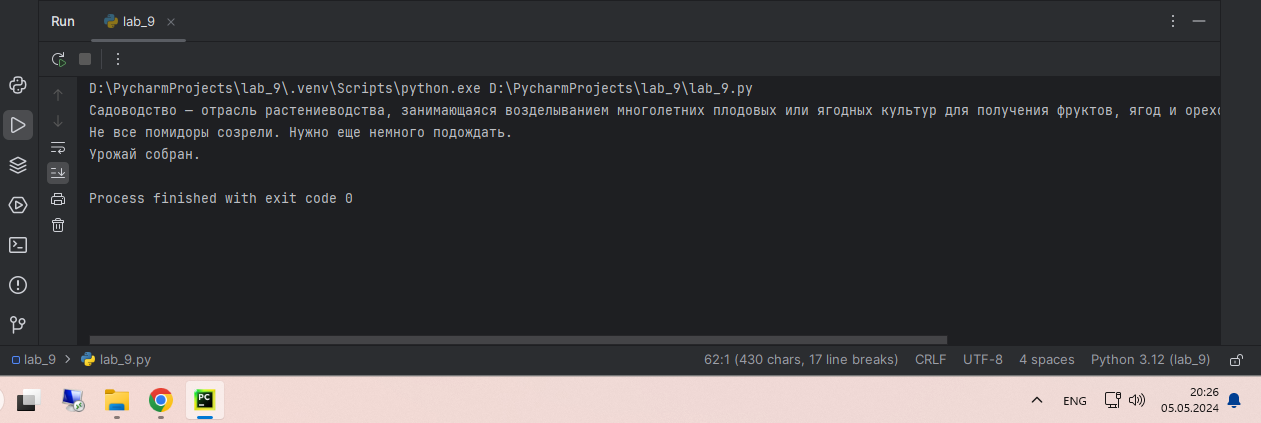 Run lab_9
D:\PycharmProjects\lab_9\.venv\Scripts\python.exe D:\PycharmProjects\lab_9\lab_9.py
Садоводство — отрасль растениеводства, занимающаяся возделыванием многолетних плодовых или ягодных культур для получения фруктов, ягод и
Не все помидоры созрели. Нужно еще немного подождать.
Урожай собран.
Process finished with exit code 0
lab_9 lab_9.py 62:1 (430 chars, 17 line breaks) CRLF UTF-8 4 spaces Python 3.12 (lab_9)
PC ENG 20:26
05.05.2024